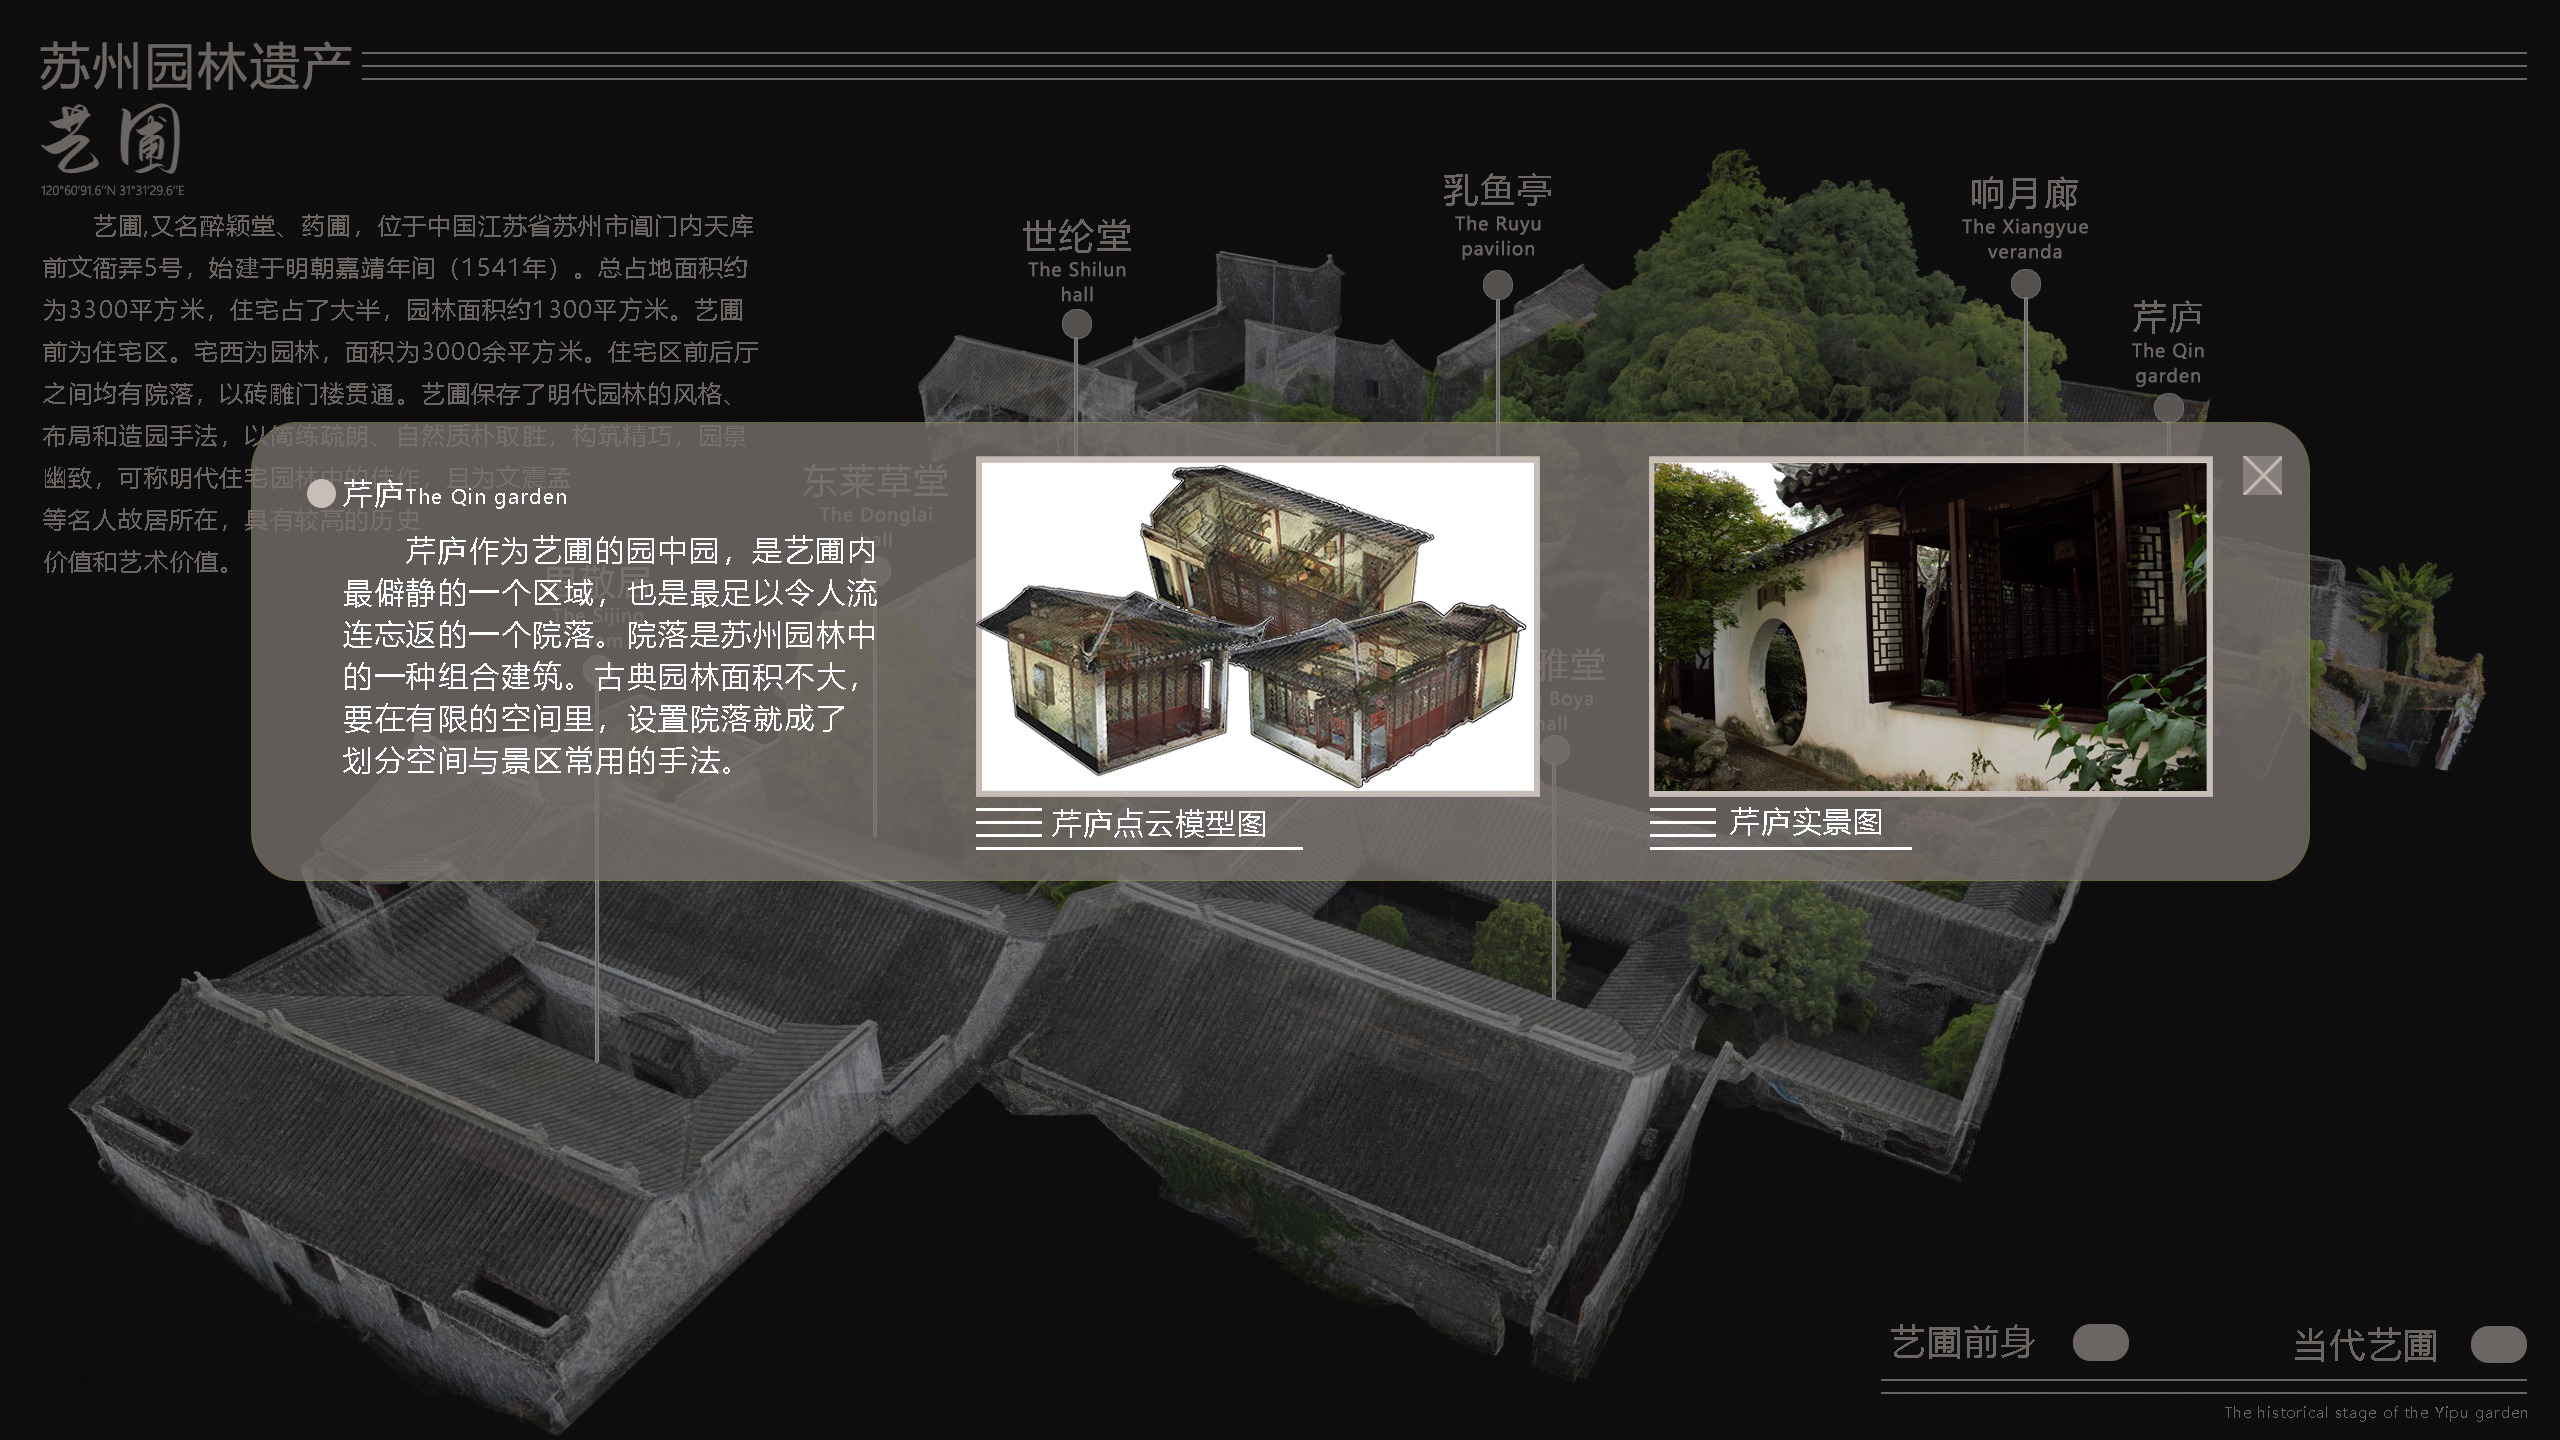 苏州园林遗产
艺圃
120°60'91.6"N 31°31'29.6"E
艺圃,又名醉颖堂、药圃，位于中国江苏省苏州市阊门内天库
前文衙弄5号，始建于明朝嘉靖年间（1541年）。总占地面积约
为3300平方米，住宅占了大半，园林面积约1300平方米。艺圃
前为住宅区。宅西为园林，面积为3000余平方米。住宅区前后厅
之间均有院落，以砖雕门楼贯通。艺圃保存了明代园林的风格、
布局和造园手法，以简练疏朗、自然质朴取胜，构筑精巧，园景
幽致，可称明代住宅园林中的佳作，且为文震孟
等名人故居所在，具有较高的历史
价值和艺术价值。
世纶堂
The Shilun
hall
乳鱼亭
The Ruyu
pavilion
响月廊
The Xiangyue
veranda
芹庐
The Qin
garden
东莱草堂
The Donglai
hall
The Sijing
雅堂
Boya
hall
芹庐The Qin garden
芹庐作为艺圃的园中园，是艺圃内
最僻静的一个区域，也是最足以令人流
连忘返的一个院落。院落是苏州园林中
的一种组合建筑。古典园林面积不大，
要在有限的空间里，设置院落就成了
划分空间与景区常用的手法。
芹庐点云模型图
芹庐实景图
艺圃前身
当代艺圃
The historical stage of the Yipu garden